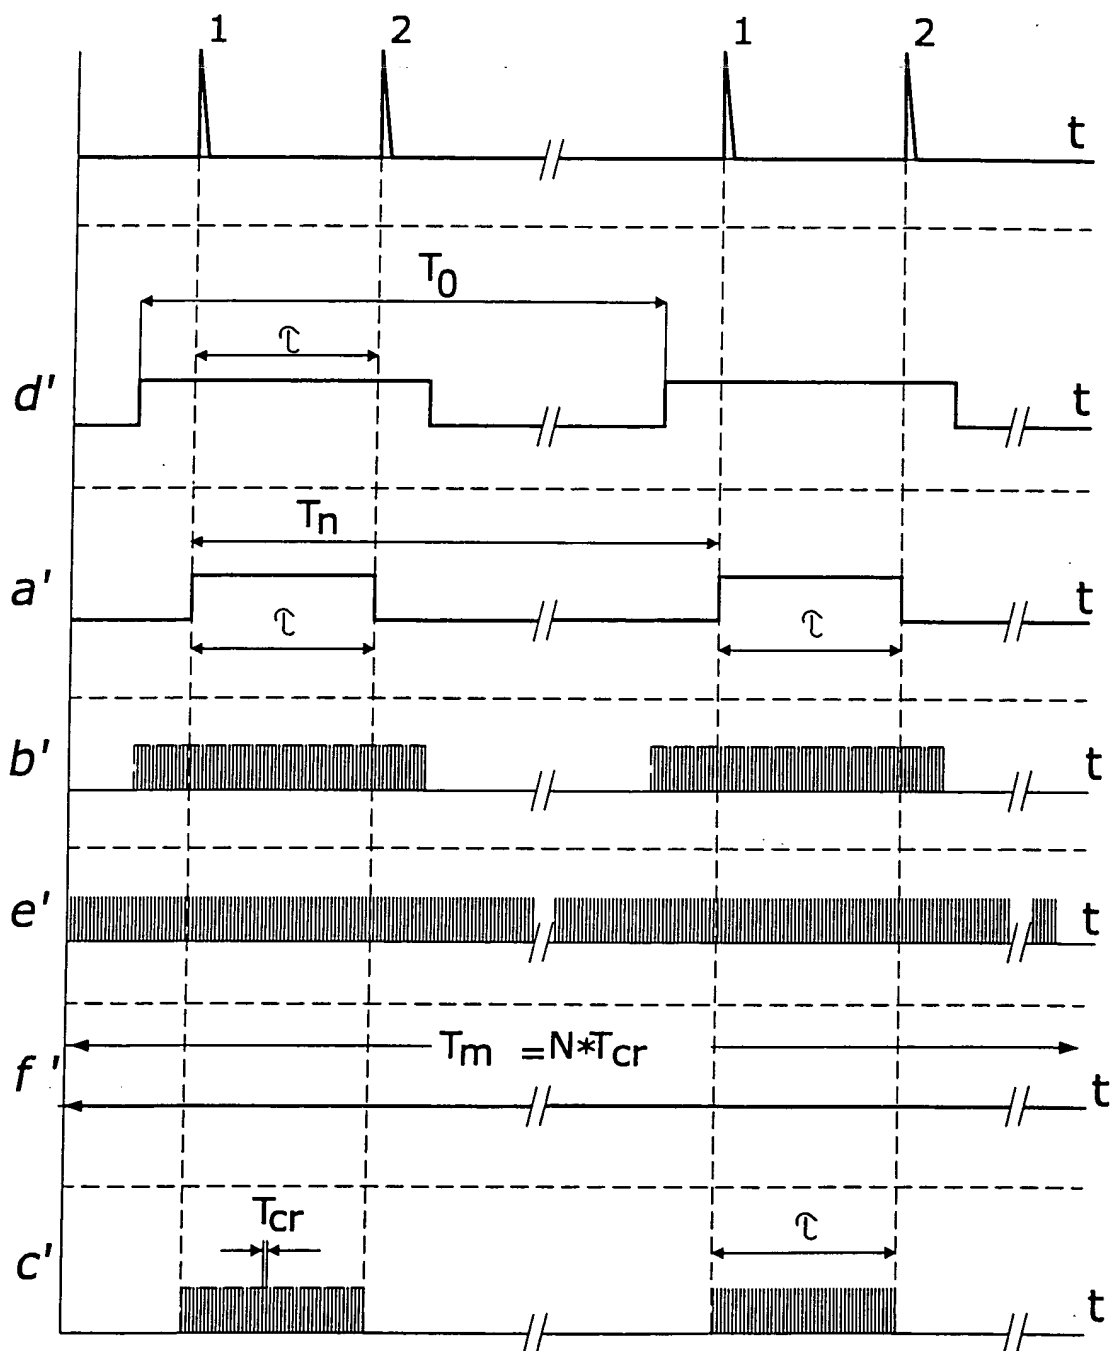 1 2 1 2
t
T0
τ
d' t
Tn
a' t
τ τ
b' t
e' t
Tm = N*Tcr
f' t
Tcr τ
c' t